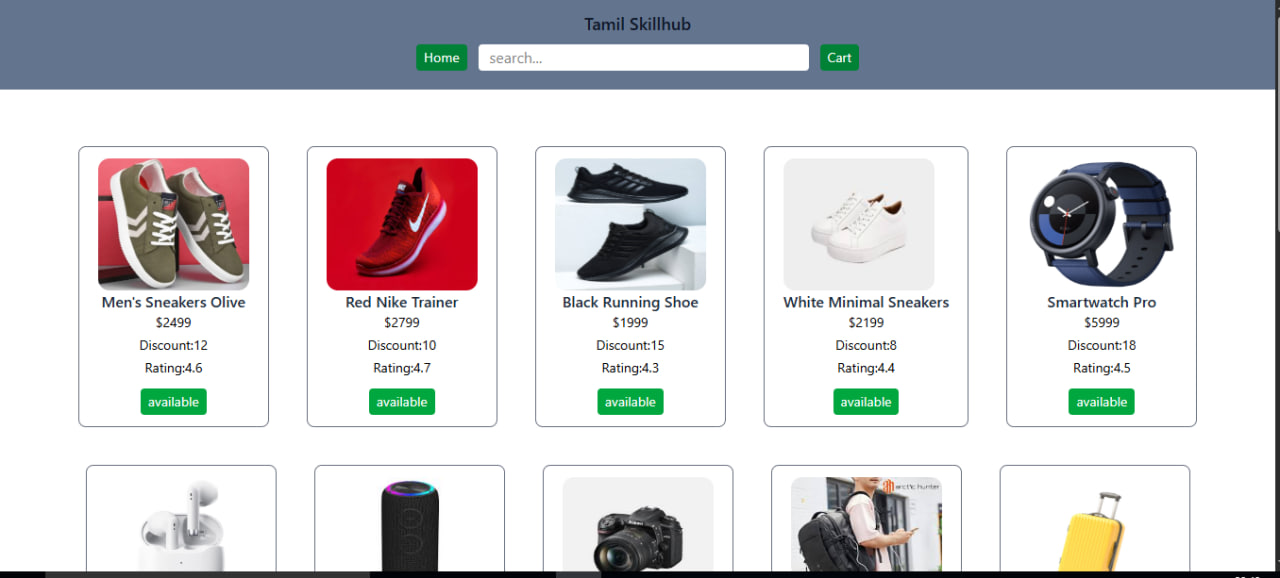 Tamil Skillhub
Home
search...
Cart
Men's Sneakers Olive
$2499
Discount:12
Rating:4.6
available
Red Nike Trainer
$2799
Discount:10
Rating:4.7
available
Black Running Shoe
$1999
Discount:15
Rating:4.3
available
White Minimal Sneakers
$2199
Discount:8
Rating:4.4
available
Smartwatch Pro
$5999
Discount:18
Rating:4.5
available
Nikon
arctic hunter